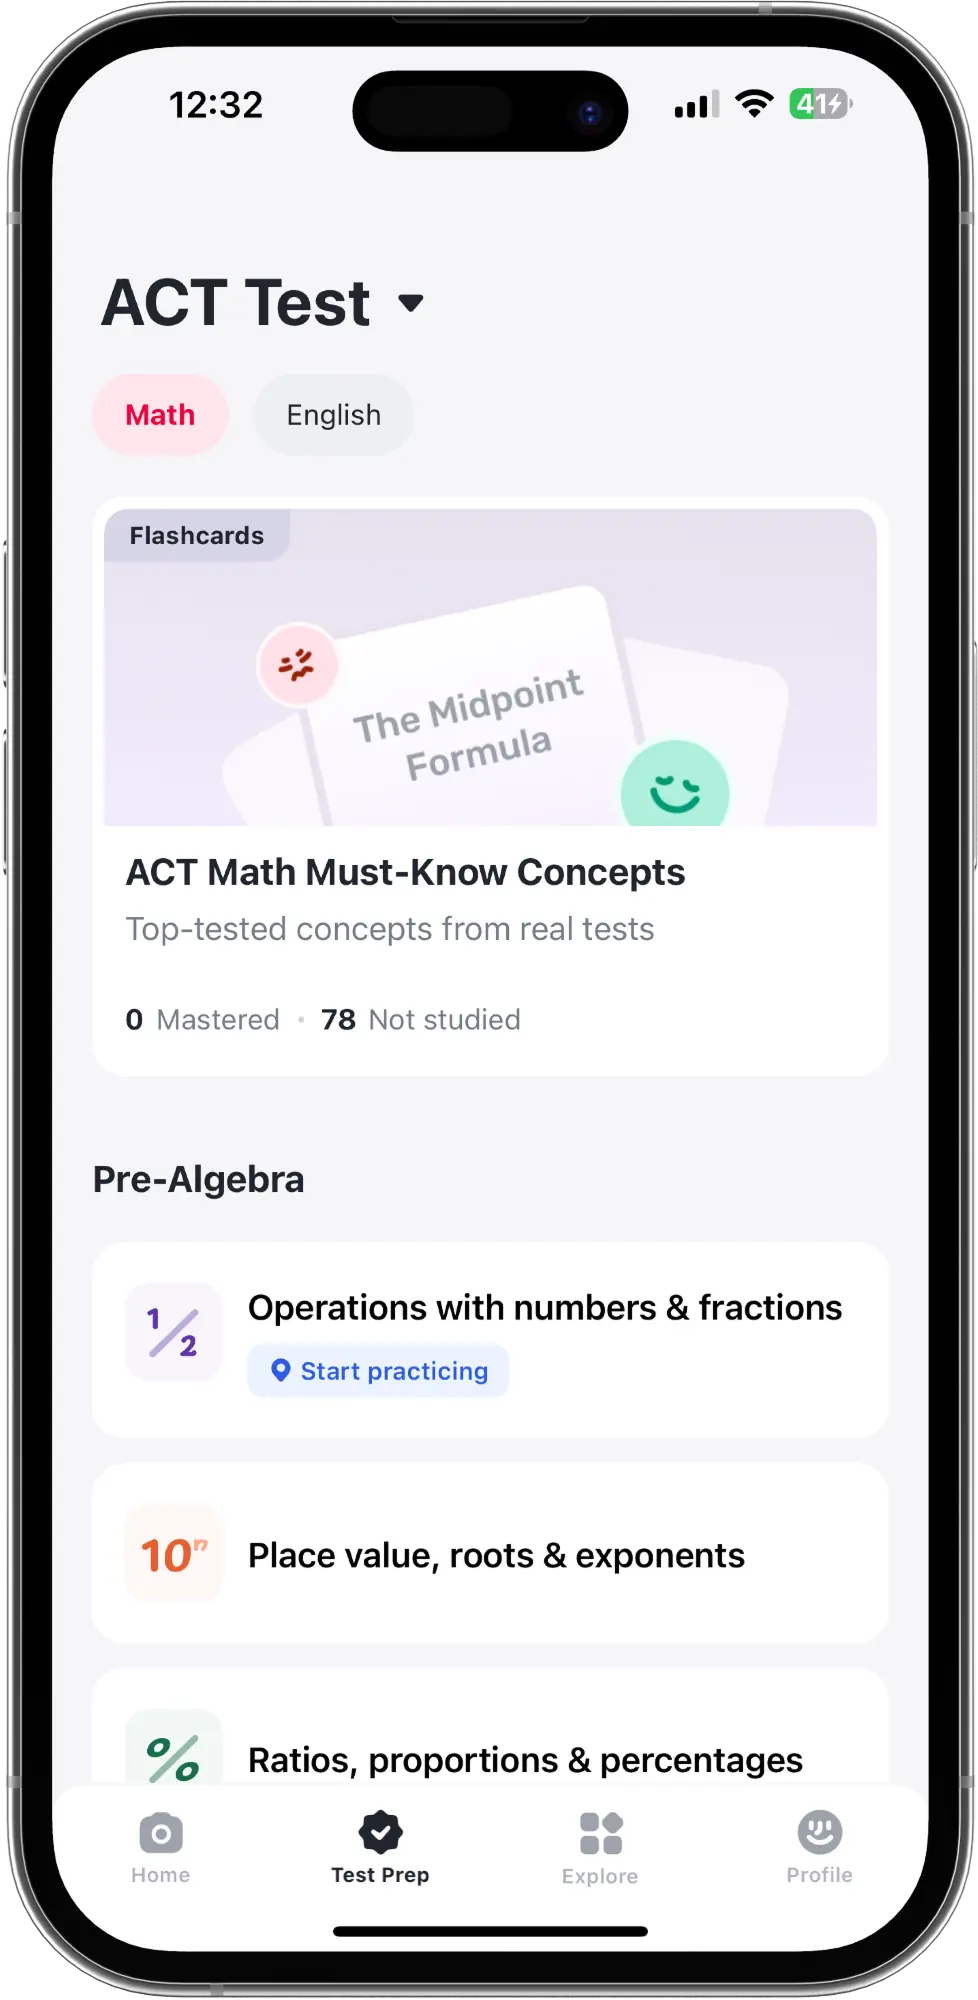 12:32
41
ACT Test
Math
English
Flashcards
The Midpoint
Formula
ACT Math Must-Know Concepts
Top-tested concepts from real tests
0 Mastered • 78 Not studied
Pre-Algebra
1/2
Operations with numbers & fractions
Start practicing
10ⁿ
Place value, roots & exponents
%
Ratios, proportions & percentages
Home
Test Prep
Explore
Profile